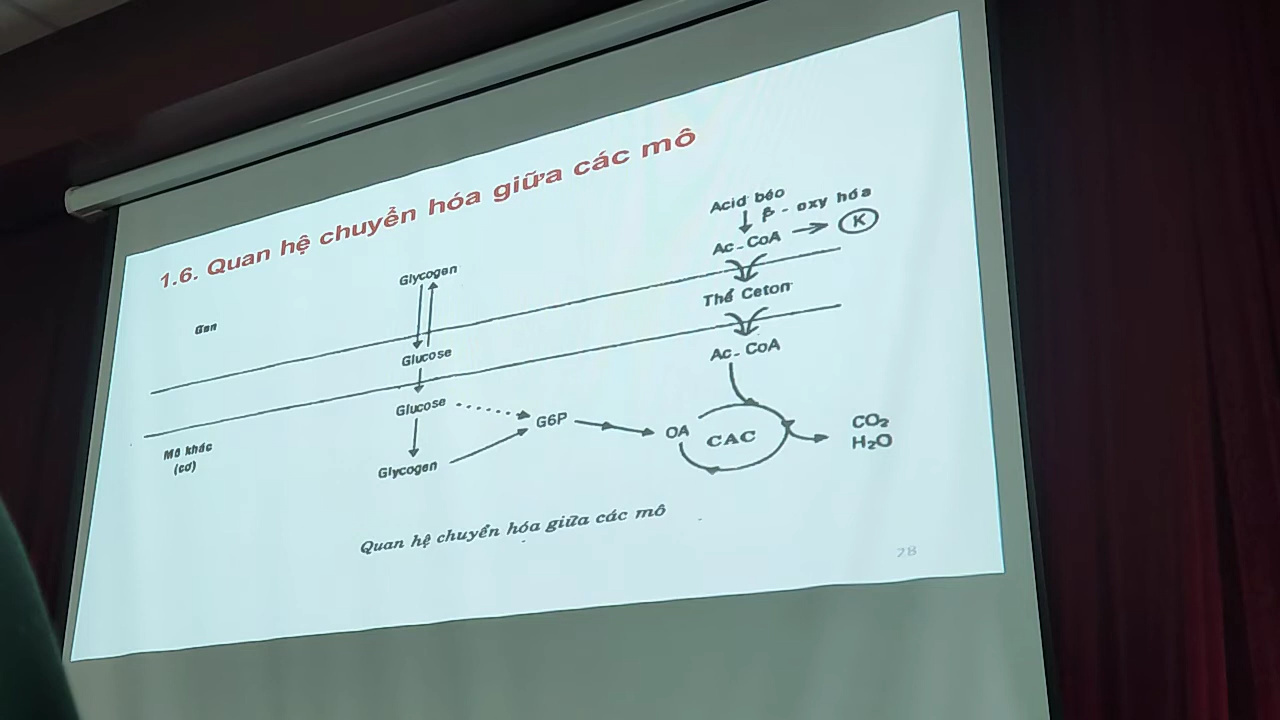 1.6. Quan hệ chuyển hóa giữa các mô
Acid béo
β - oxy hóa
Ac - CoA
K
Glycogen
Gan
Thể Ceton
Glucose
Ac - CoA
Glucose
G6P
OA
CAC
CO₂
H₂O
Mô khác
(cơ)
Glycogen
Quan hệ chuyển hóa giữa các mô
28